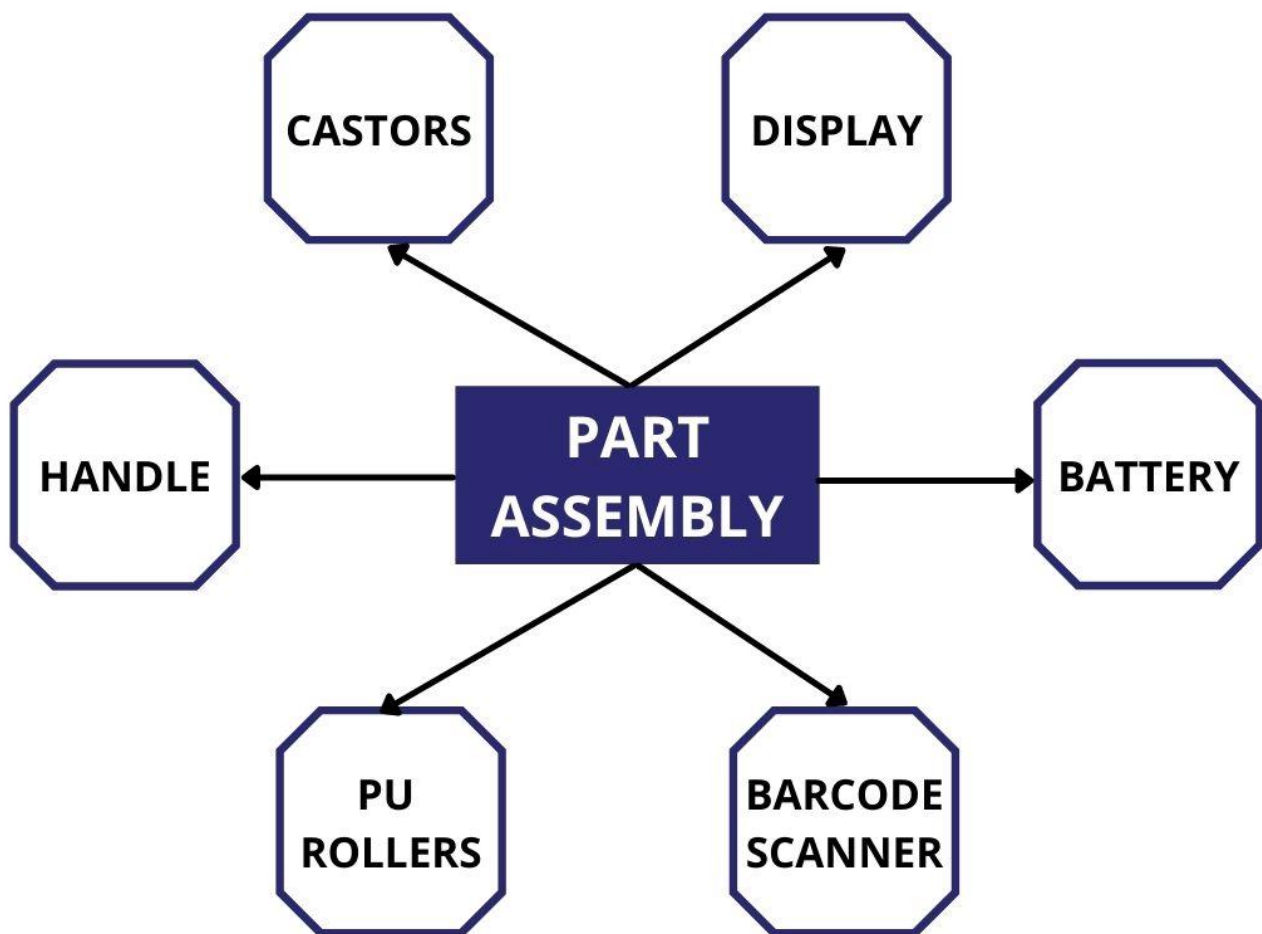 CASTORS
DISPLAY
HANDLE
PART
ASSEMBLY
BATTERY
PU
ROLLERS
BARCODE
SCANNER